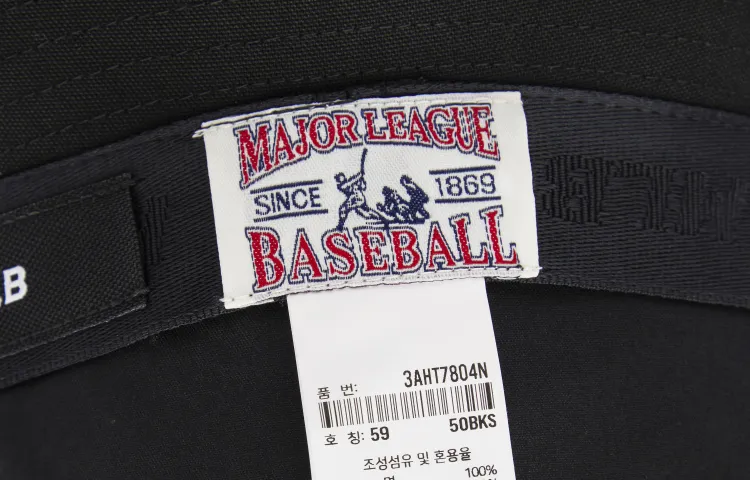 MAJOR LEAGUE
SINCE 1869
BASEBALL
B
품 번: 3AHT7804N
호 칭: 59 50BKS
조성섬유 및 혼용율
면 100%